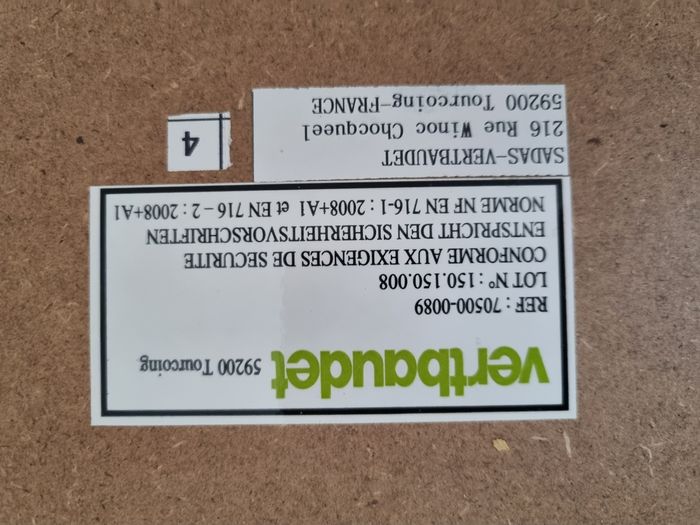 vertbaudet 59200 Tourcoing
REF : 70500-0089
LOT N° : 150.150.008
CONFORME AUX EXIGENCES DE SECURITE
ENTSPRICHT DEN SICHERHEITSVORSCHRIFTEN
NORME NF EN 716-1 : 2008+A1 et EN 716 – 2 : 2008+A1
SADAS-VERTBAUDET
216 Rue Winoc Chocqueel
59200 Tourcoing-FRANCE
4